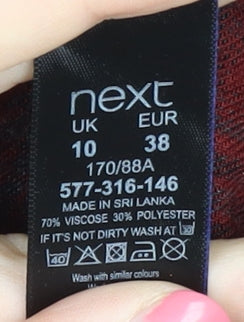 next
UK EUR
10 38
170/88A
577-316-146
MADE IN SRI LANKA
70% VISCOSE 30% POLYESTER
IF IT'S NOT DIRTY WASH AT 30
40
Wash with similar colours